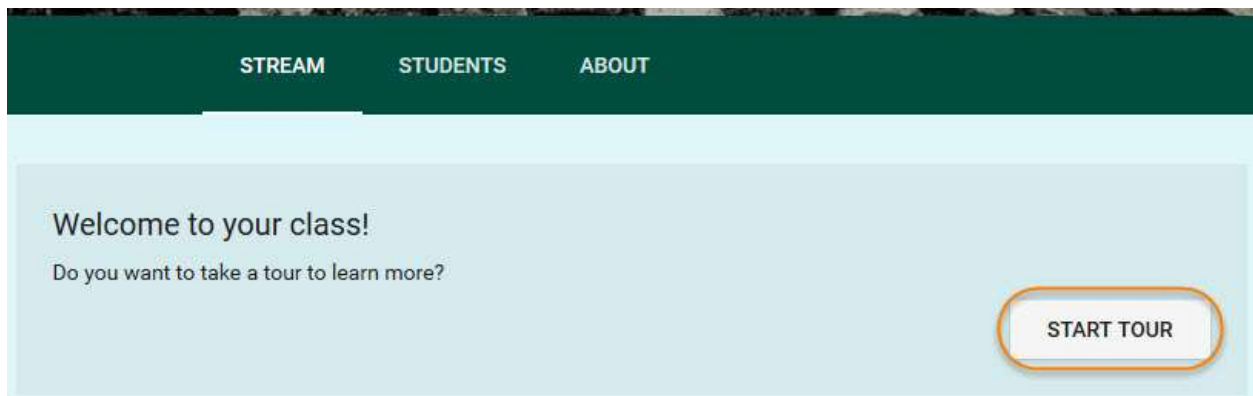 STREAM STUDENTS ABOUT
Welcome to your class!
Do you want to take a tour to learn more?
START TOUR